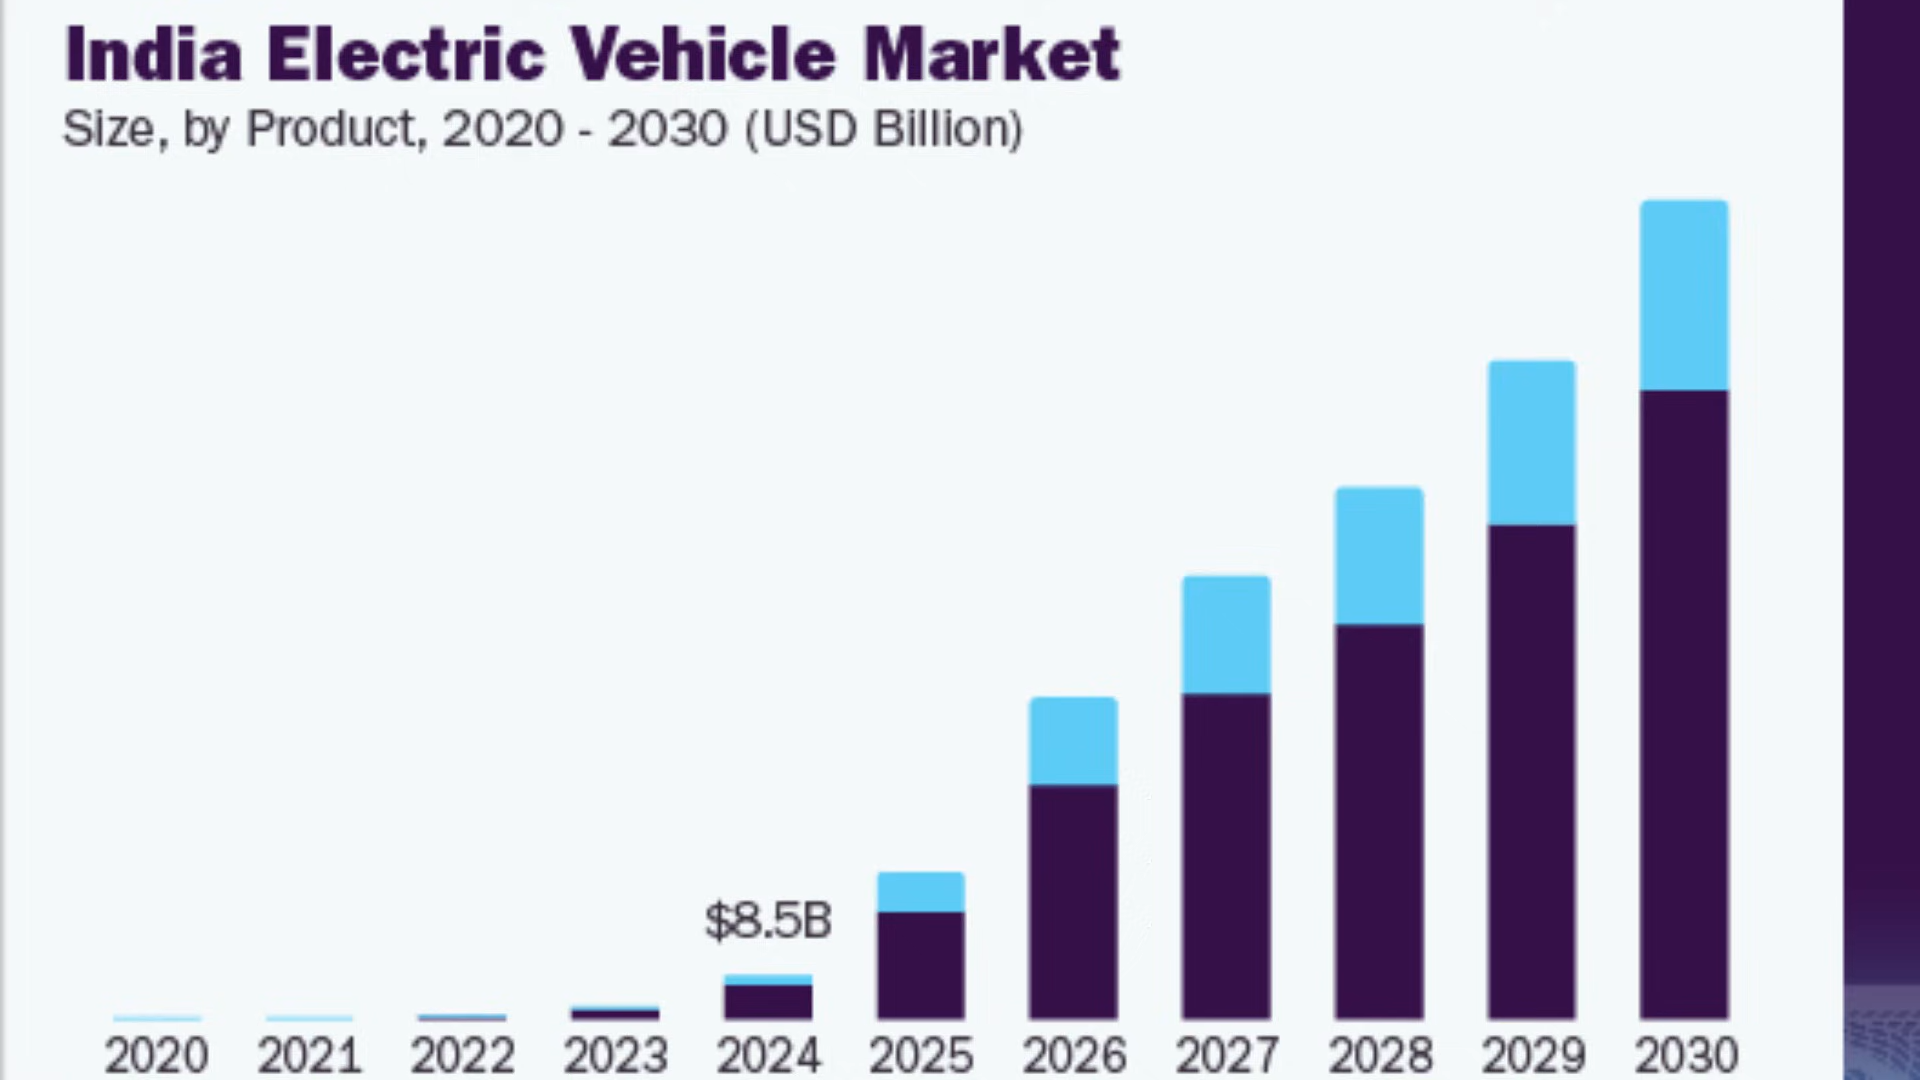 India Electric Vehicle Market
Size, by Product, 2020 - 2030 (USD Billion)
$8.5B
2020 2021 2022 2023 2024 2025 2026 2027 2028 2029 2030